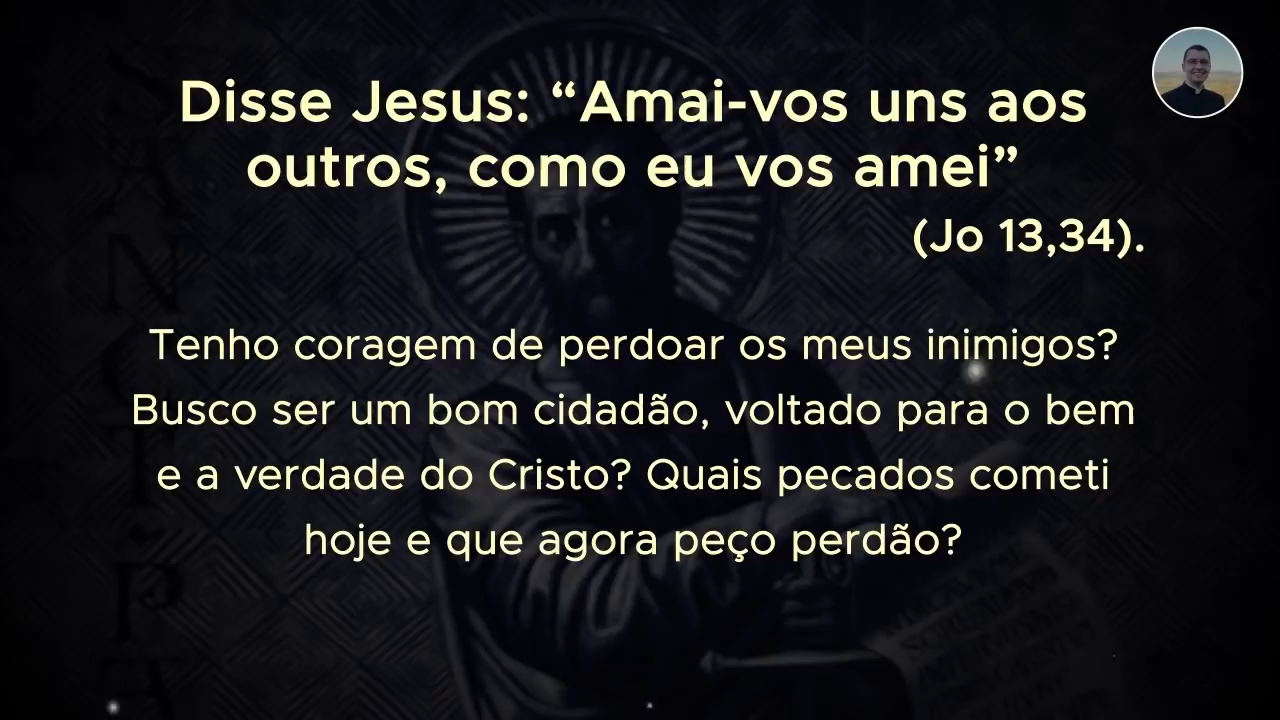 Disse Jesus: “Amai-vos uns aos
outros, como eu vos amei”
(Jo 13,34).
Tenho coragem de perdoar os meus inimigos?
Busco ser um bom cidadão, voltado para o bem
e a verdade do Cristo? Quais pecados cometi
hoje e que agora peço perdão?